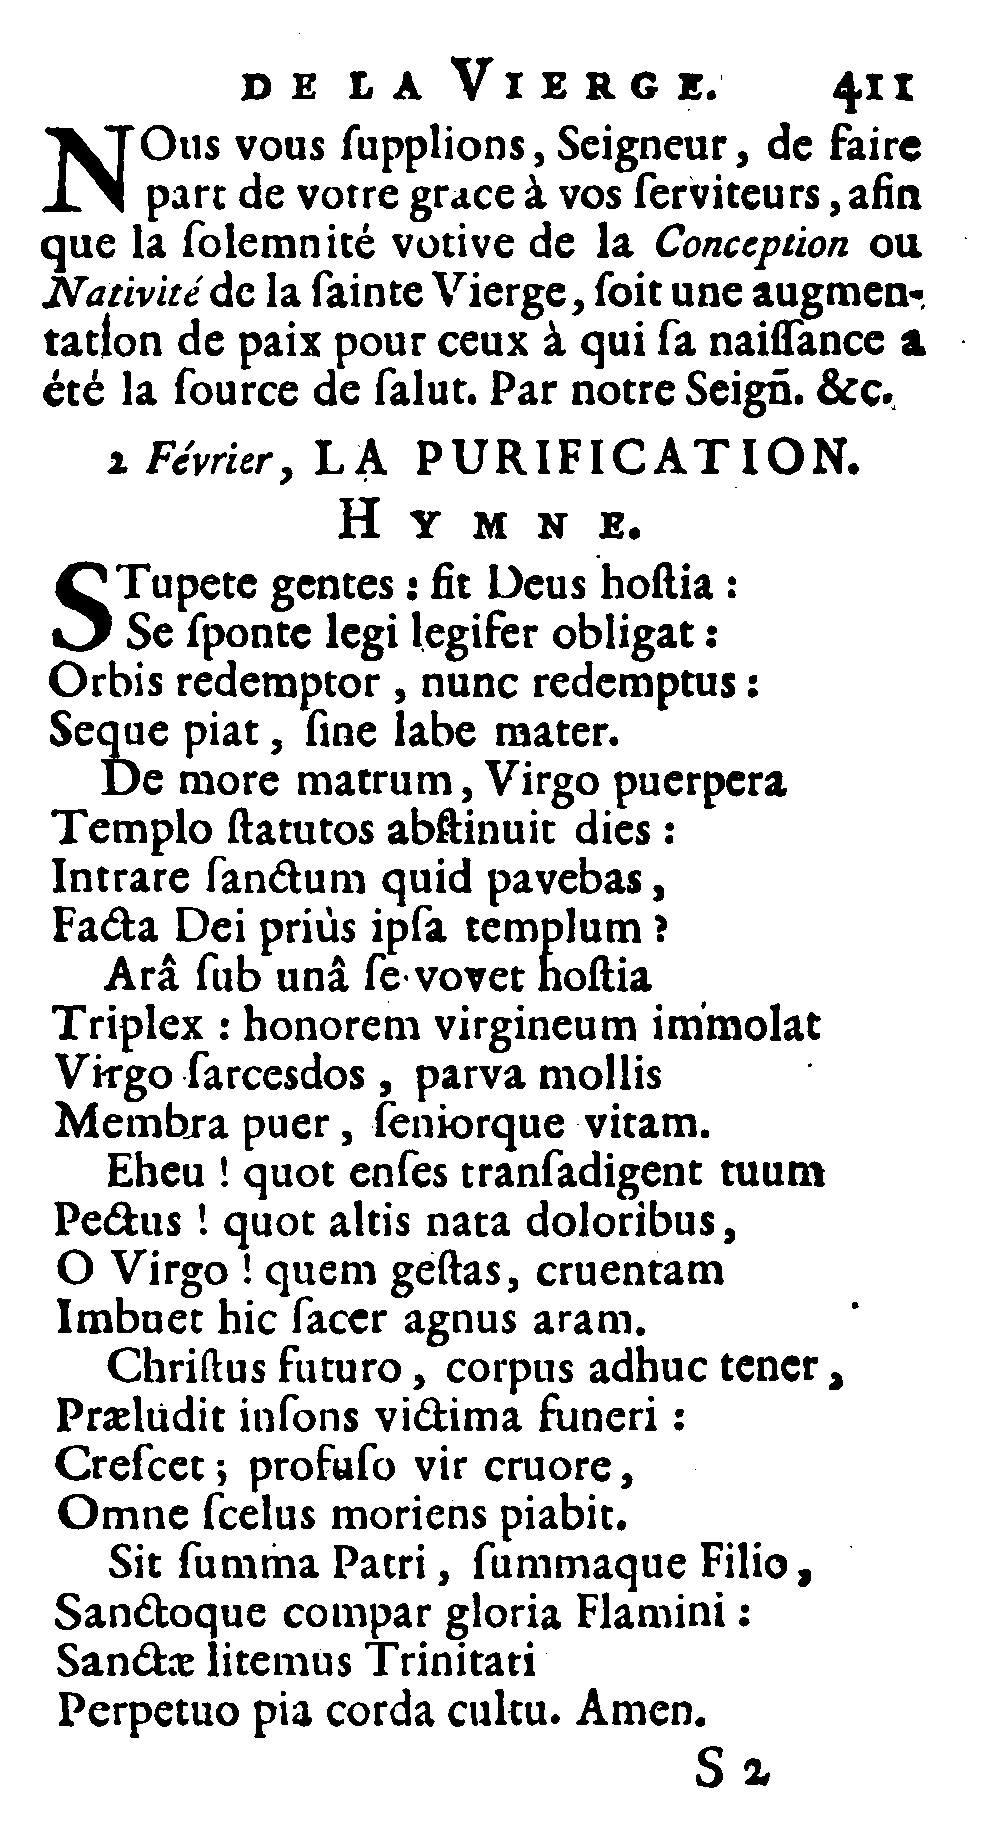 DE LA VIERGE. 411
NOus vous ſupplions, Seigneur, de faire
part de votre grace à vos ſerviteurs, afin
que la ſolemnité votive de la Conception ou
Nativité de la ſainte Vierge, ſoit une augmen-
tation de paix pour ceux à qui ſa naiſſance a
été la ſource de ſalut. Par notre Seigñ. &c.
2 Février, LA PURIFICATION.
HYMNE.
STupete gentes : fit Deus hoſtia :
Se ſponte legi legifer obligat :
Orbis redemptor, nunc redemptus :
Seque piat, ſine labe mater.
De more matrum, Virgo puerpera
Templo ſtatutos abſtinuit dies :
Intrare ſanctum quid pavebas,
Facta Dei priùs ipſa templum ?
Arâ ſub unâ ſe vovet hoſtia
Triplex : honorem virgineum immolat
Virgo ſarcesdos, parva mollis
Membra puer, ſeniorque vitam.
Eheu ! quot enſes tranſadigent tuum
Pectus ! quot altis nata doloribus,
O Virgo ! quem geſtas, cruentam
Imbuet hic ſacer agnus aram.
Chriſtus futuro, corpus adhuc tener,
Præludit inſons victima funeri :
Creſcet ; profuſo vir cruore,
Omne ſcelus moriens piabit.
Sit ſumma Patri, ſummaque Filio,
Sanctoque compar gloria Flamini :
Sanctæ litemus Trinitati
Perpetuo pia corda cultu. Amen.
S 2